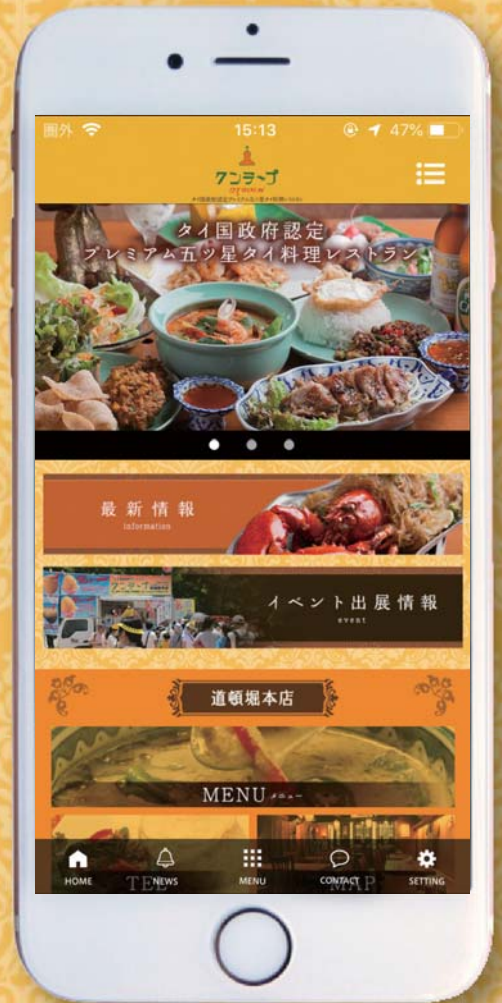 圏外
15:13
47%
クンテープ
タイ国政府認定
プレミアム五ツ星タイ料理レストラン
最新情報
information
イベント出展情報
event
道頓堀本店
MENU メニュー
TEL
MAP
HOME
NEWS
MENU
CONTACT
SETTING